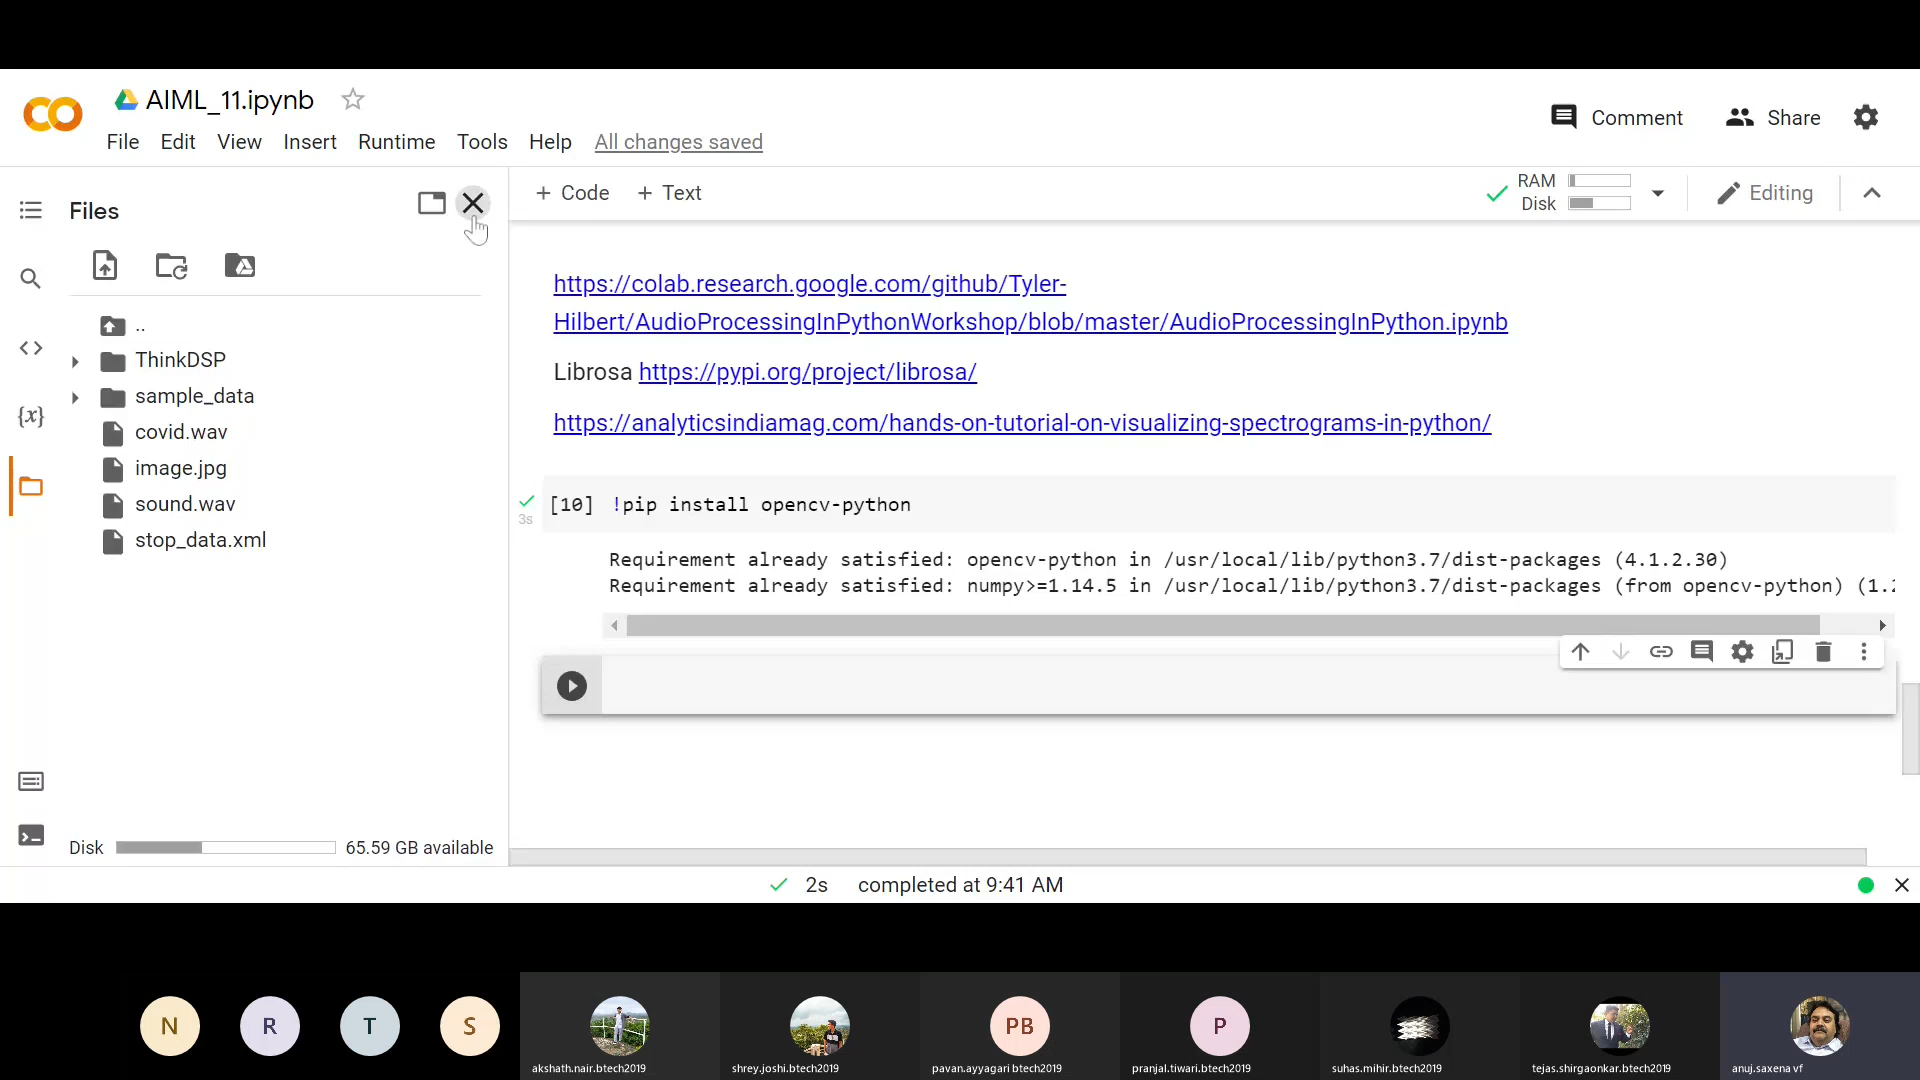 AIML_11.ipynb
File Edit View Insert Runtime Tools Help All changes saved
Comment Share
Files
+ Code + Text
RAM
Disk
Editing
..
ThinkDSP
sample_data
covid.wav
image.jpg
sound.wav
stop_data.xml
Disk 65.59 GB available
https://colab.research.google.com/github/Tyler-
Hilbert/AudioProcessingInPythonWorkshop/blob/master/AudioProcessingInPython.ipynb
Librosa https://pypi.org/project/librosa/
https://analyticsindiamag.com/hands-on-tutorial-on-visualizing-spectrograms-in-python/
[10] !pip install opencv-python
3s
Requirement already satisfied: opencv-python in /usr/local/lib/python3.7/dist-packages (4.1.2.30)
Requirement already satisfied: numpy>=1.14.5 in /usr/local/lib/python3.7/dist-packages (from opencv-python) (1.
2s completed at 9:41 AM
N R T S PB P
akshath.nair.btech2019 shrey.joshi.btech2019 pavan.ayyagari btech2019 pranjal.tiwari.btech2019 suhas.mihir.btech2019 tejas.shirgaonkar.btech2019 anuj.saxena vf